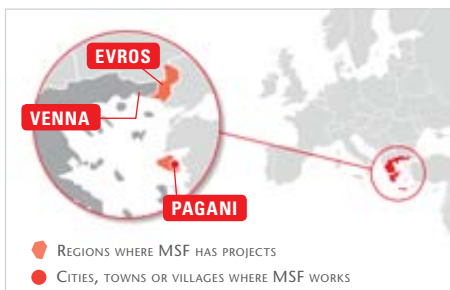 EVROS
VENNA
PAGANI
Regions where MSF has projects
Cities, towns or villages where MSF works